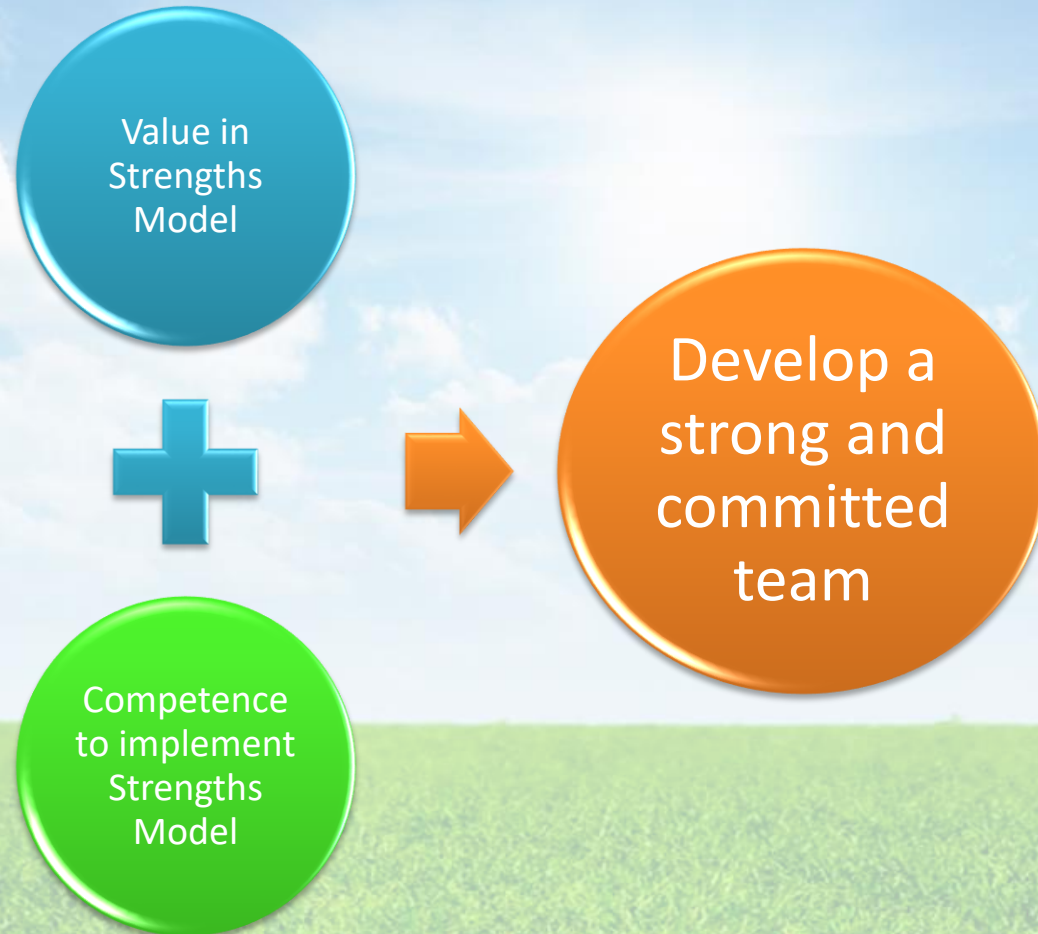 Value in
Strengths
Model
Competence
to implement
Strengths
Model
Develop a
strong and
committed
team